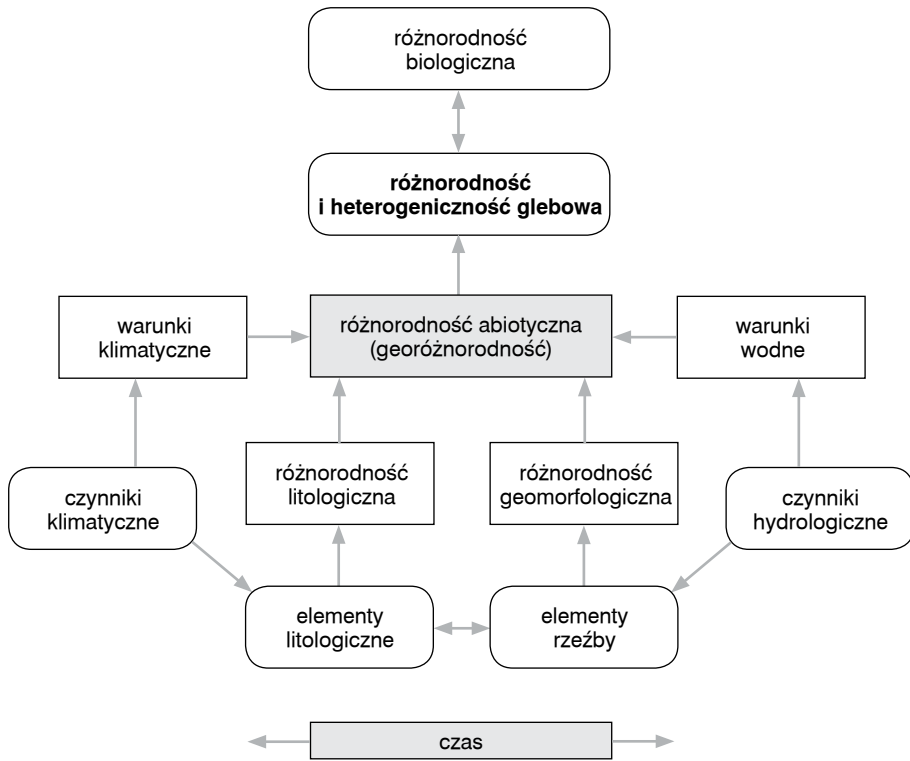 różnorodność
biologiczna
różnorodność
i heterogeniczność glebowa
warunki
klimatyczne
różnorodność abiotyczna
(georóżnorodność)
warunki
wodne
różnorodność
litologiczna
różnorodność
geomorfologiczna
czynniki
klimatyczne
czynniki
hydrologiczne
elementy
litologiczne
elementy
rzeźby
czas